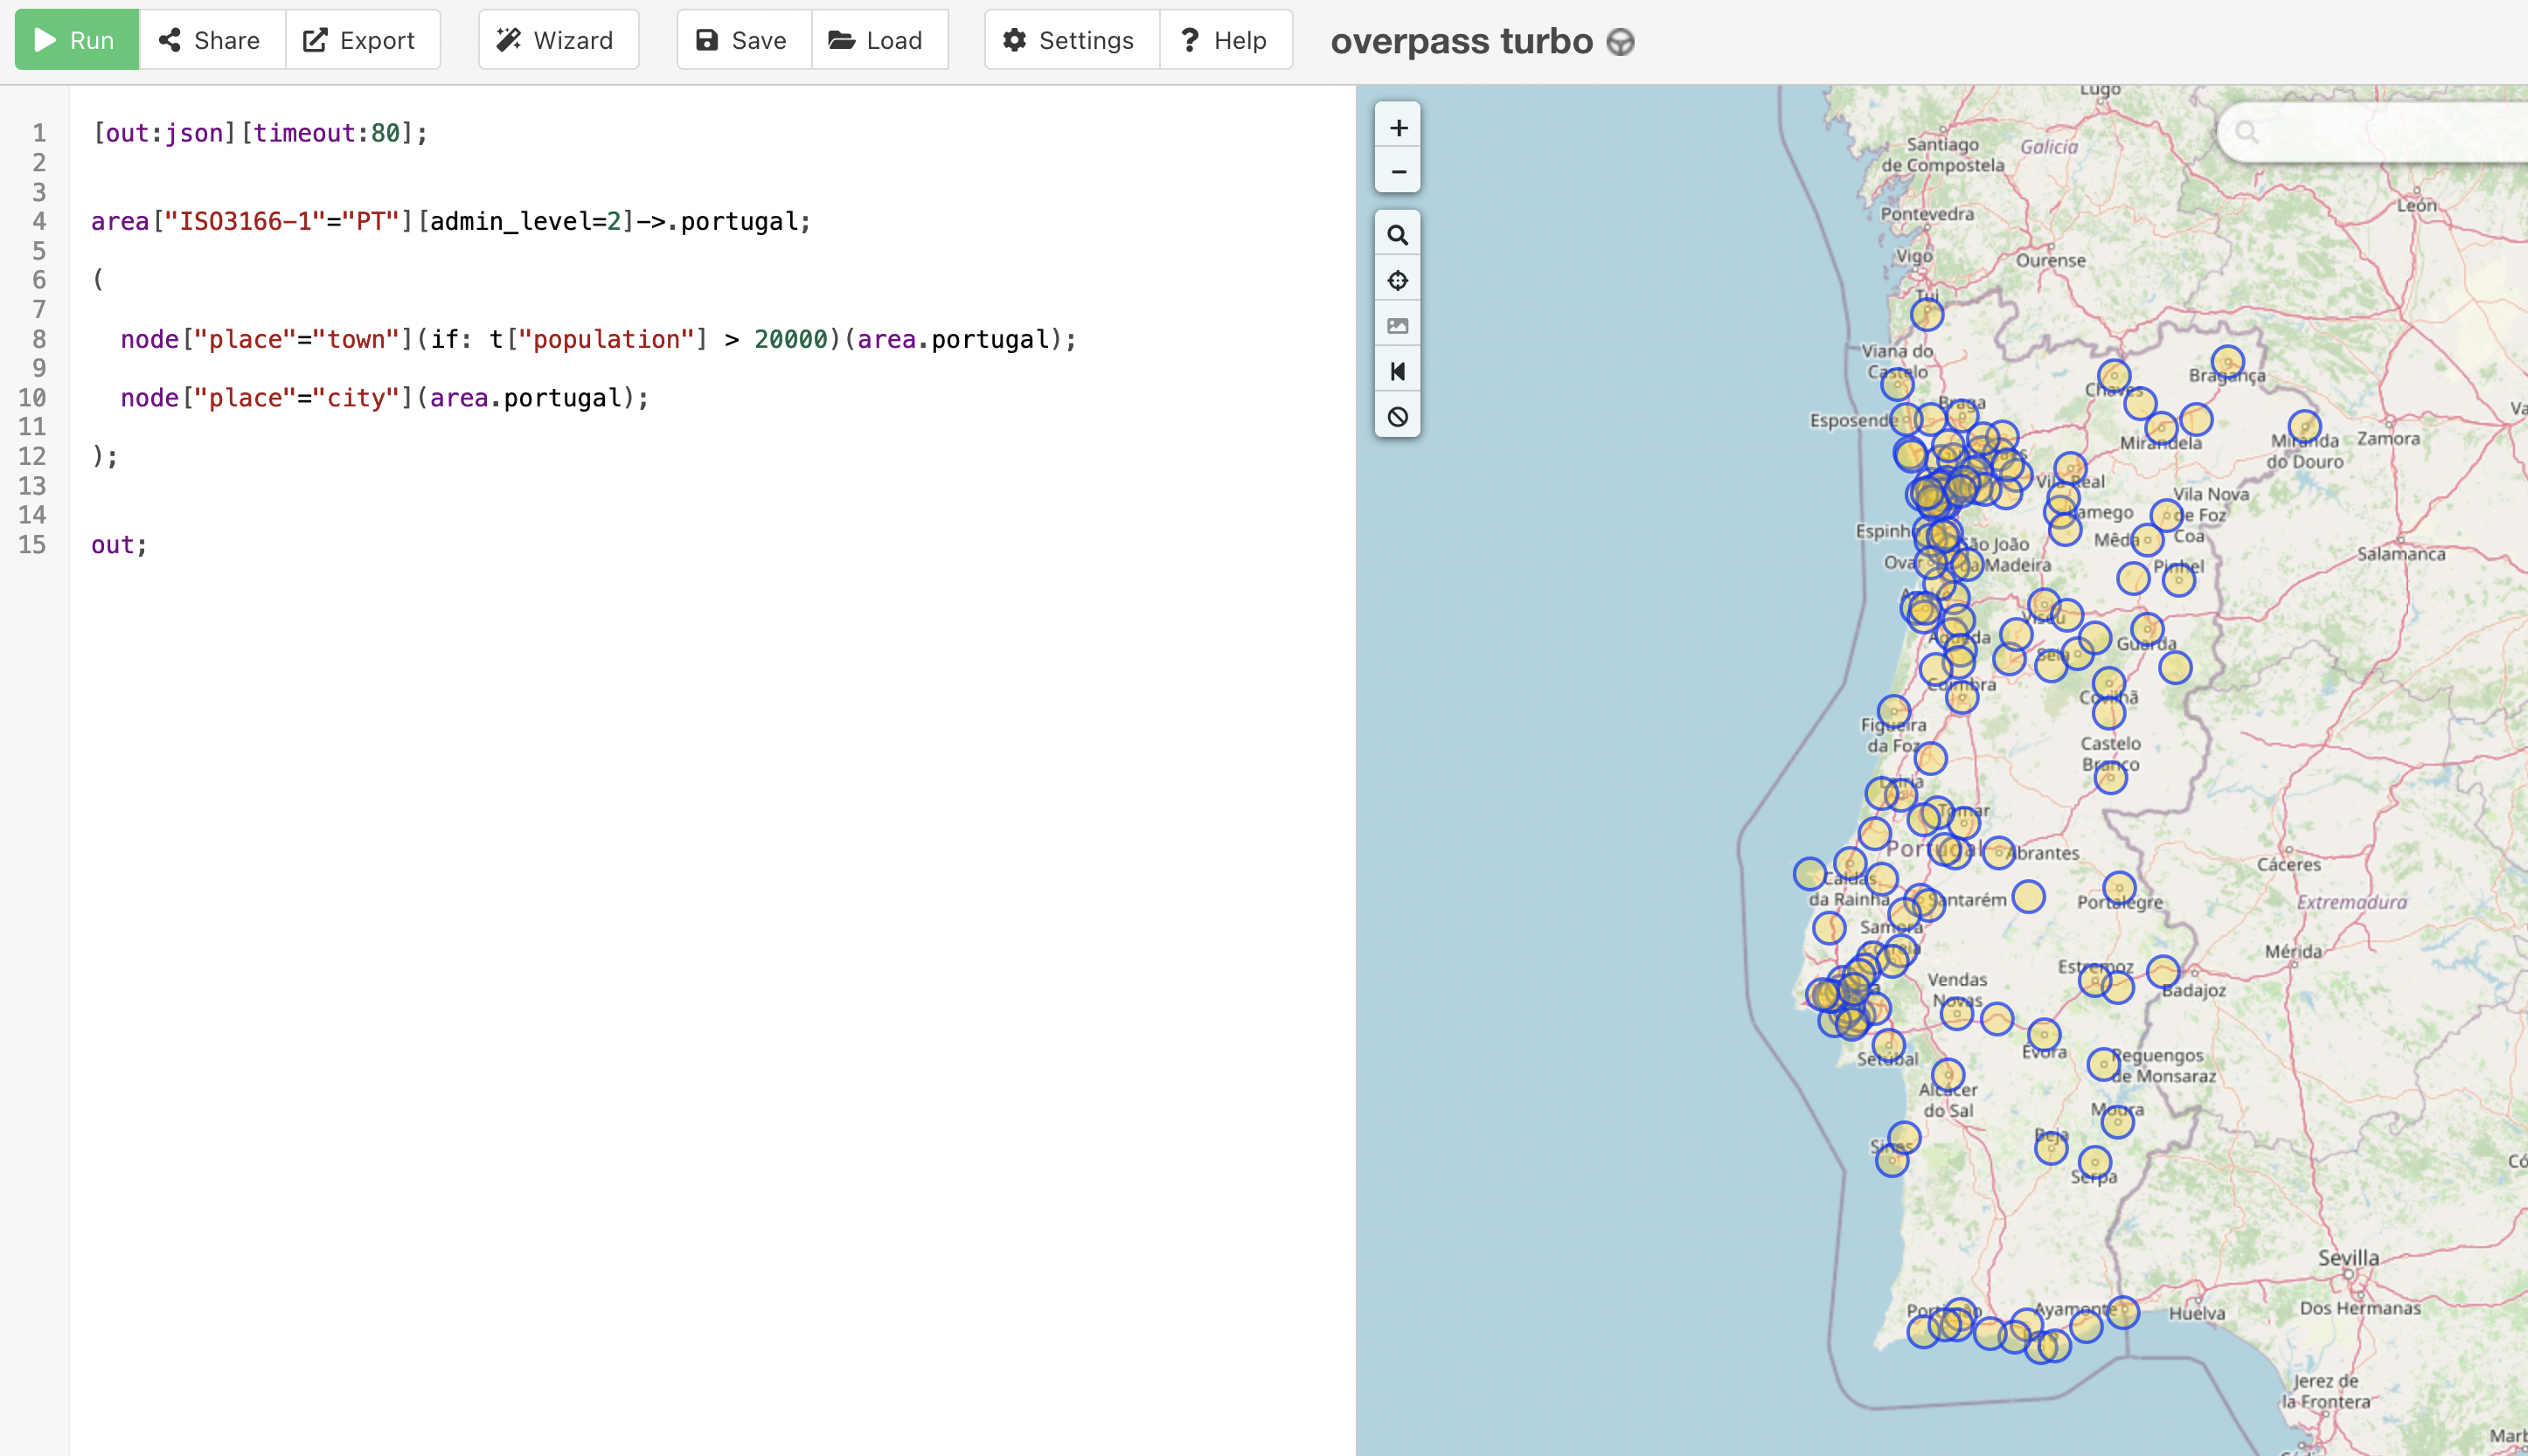 Run Share Export Wizard Save Load Settings Help overpass turbo
1 [out:json][timeout:80];
2
3
4 area["ISO3166-1"="PT"][admin_level=2]->.portugal;
5
6 (
7
8 node["place"="town"](if: t["population"] > 20000)(area.portugal);
9
10 node["place"="city"](area.portugal);
11
12 );
13
14
15 out;
+
−
Lugo
Santiago
de Compostela
Galicia
León
Pontevedra
Vigo
Ourense
Tui
Viana do
Castelo
Chaves
Bragança
Braga
Esposende
Mirandela
Miranda
do Douro
Zamora
Vila Real
Vila Nova
de Foz
Coa
Lamego
Espinho
Mêda
São João
da Madeira
Salamanca
Ovar
Pinhel
Viseu
Águeda
Guarda
Seia
Coimbra
Covilhã
Figueira
da Foz
Castelo
Branco
Leiria
Tomar
Portugal
Abrantes
Cáceres
Caldas
da Rainha
Santarém
Portalegre
Extremadura
Samora
Correia
Mérida
Estremoz
Vendas
Novas
Badajoz
Évora
Setúbal
Reguengos
de Monsaraz
Alcácer
do Sal
Moura
Beja
Sines
Serpa
Sevilla
Portimão
Ayamonte
Huelva
Dos Hermanas
Jerez de
la Frontera